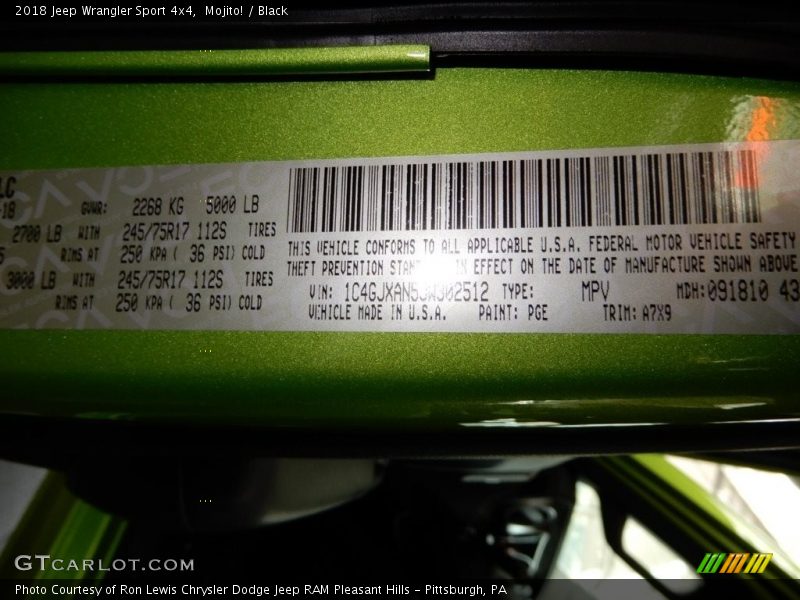 2018 Jeep Wrangler Sport 4x4,  Mojito! / Black
LC
-18 GVWR: 2268 KG 5000 LB
2700 LB WITH 245/75R17 112S TIRES
5 RIMS AT 250 KPA ( 36 PSI) COLD
3000 LB WITH 245/75R17 112S TIRES
RIMS AT 250 KPA ( 36 PSI) COLD
THIS VEHICLE CONFORMS TO ALL APPLICABLE U.S.A. FEDERAL MOTOR VEHICLE SAFETY
THEFT PREVENTION IN EFFECT ON THE DATE OF MANUFACTURE SHOWN ABOVE
VIN: TYPE: MPV MDH:091810 43
VEHICLE MADE IN U.S.A. PAINT: PGE TRIM: A7X9
GTCARLOT.COM
Photo Courtesy of Ron Lewis Chrysler Dodge Jeep RAM Pleasant Hills - Pittsburgh, PA